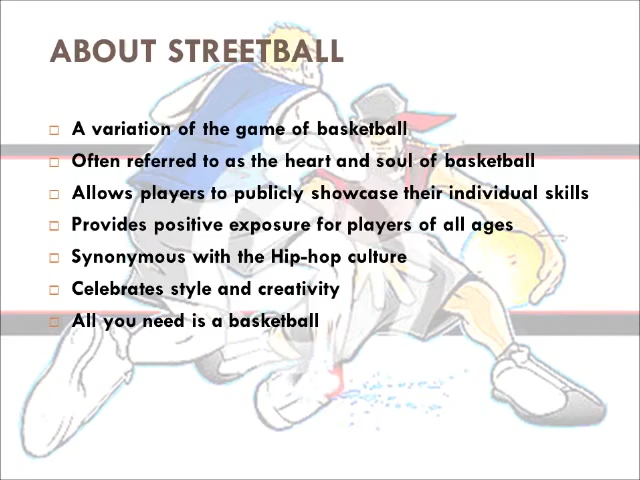 ABOUT STREETBALL
A variation of the game of basketball
Often referred to as the heart and soul of basketball
Allows players to publicly showcase their individual skills
Provides positive exposure for players of all ages
Synonymous with the Hip-hop culture
Celebrates style and creativity
All you need is a basketball